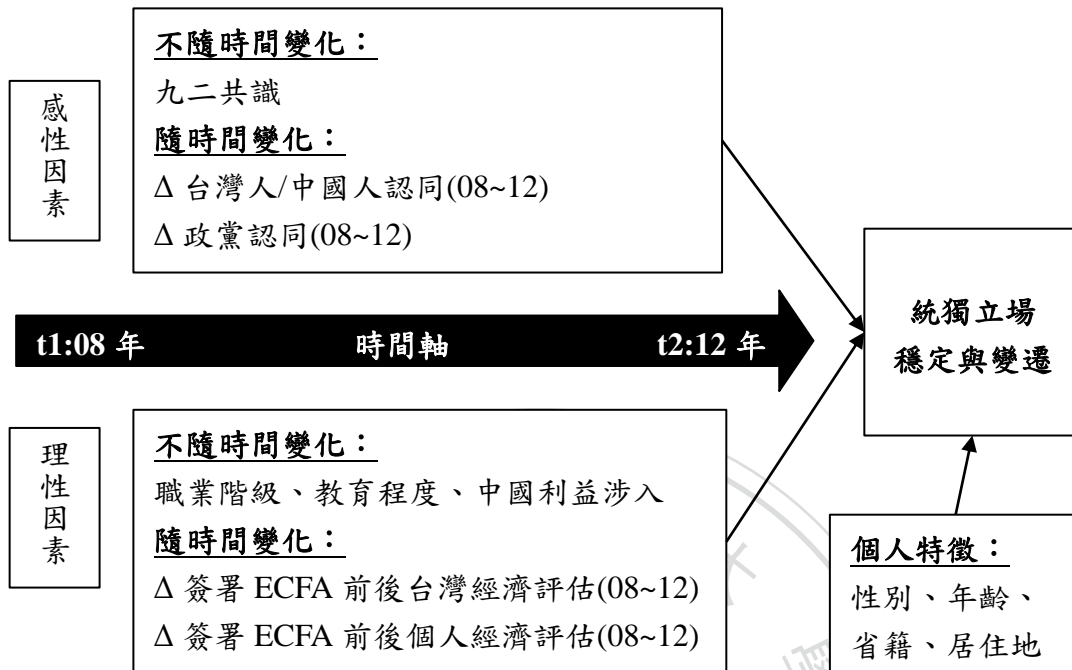 感性因素
不隨時間變化：
九二共識
隨時間變化：
Δ 台灣人/中國人認同(08~12)
Δ 政黨認同(08~12)
t1:08 年 時間軸 t2:12 年
統獨立場
穩定與變遷
理性因素
不隨時間變化：
職業階級、教育程度、中國利益涉入
隨時間變化：
Δ 簽署 ECFA 前後台灣經濟評估(08~12)
Δ 簽署 ECFA 前後個人經濟評估(08~12)
個人特徵：
性別、年齡、
省籍、居住地